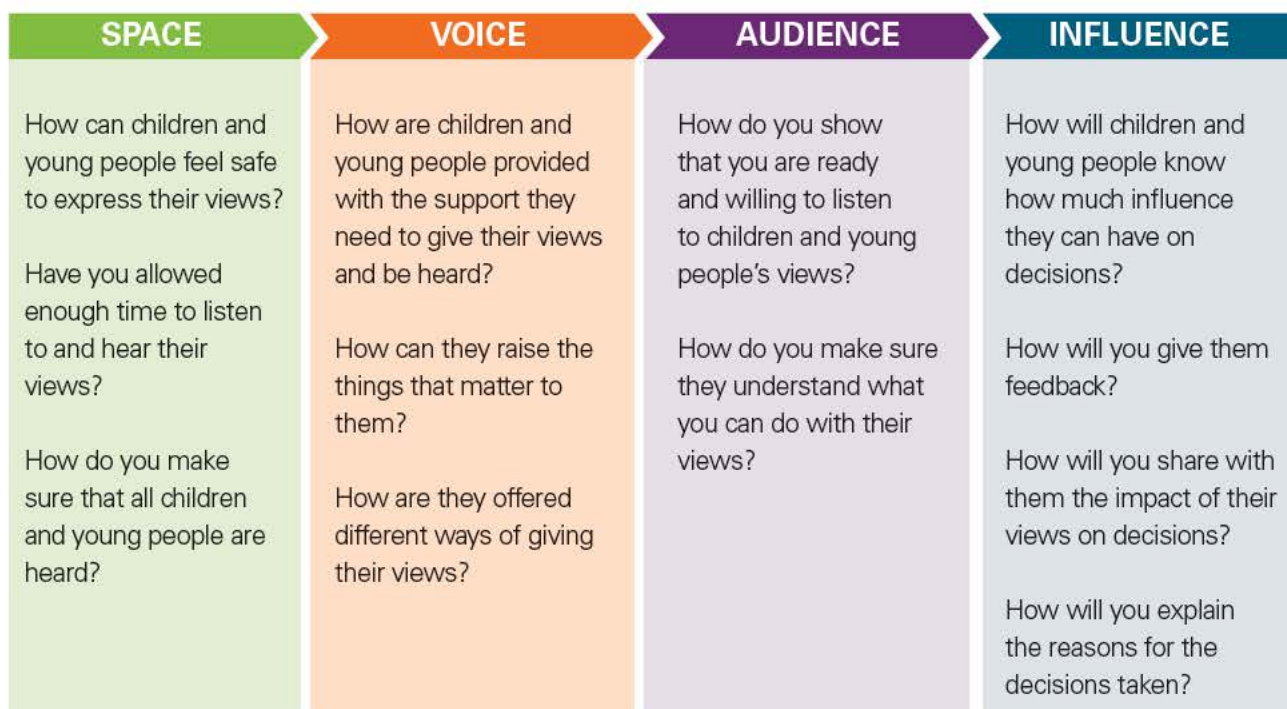 SPACE
How can children and
young people feel safe
to express their views?
Have you allowed
enough time to listen
to and hear their
views?
How do you make
sure that all children
and young people are
heard?
VOICE
How are children and
young people provided
with the support they
need to give their views
and be heard?
How can they raise the
things that matter to
them?
How are they offered
different ways of giving
their views?
AUDIENCE
How do you show
that you are ready
and willing to listen
to children and young
people's views?
How do you make sure
they understand what
you can do with their
views?
INFLUENCE
How will children and
young people know
how much influence
they can have on
decisions?
How will you give them
feedback?
How will you share with
them the impact of their
views on decisions?
How will you explain
the reasons for the
decisions taken?